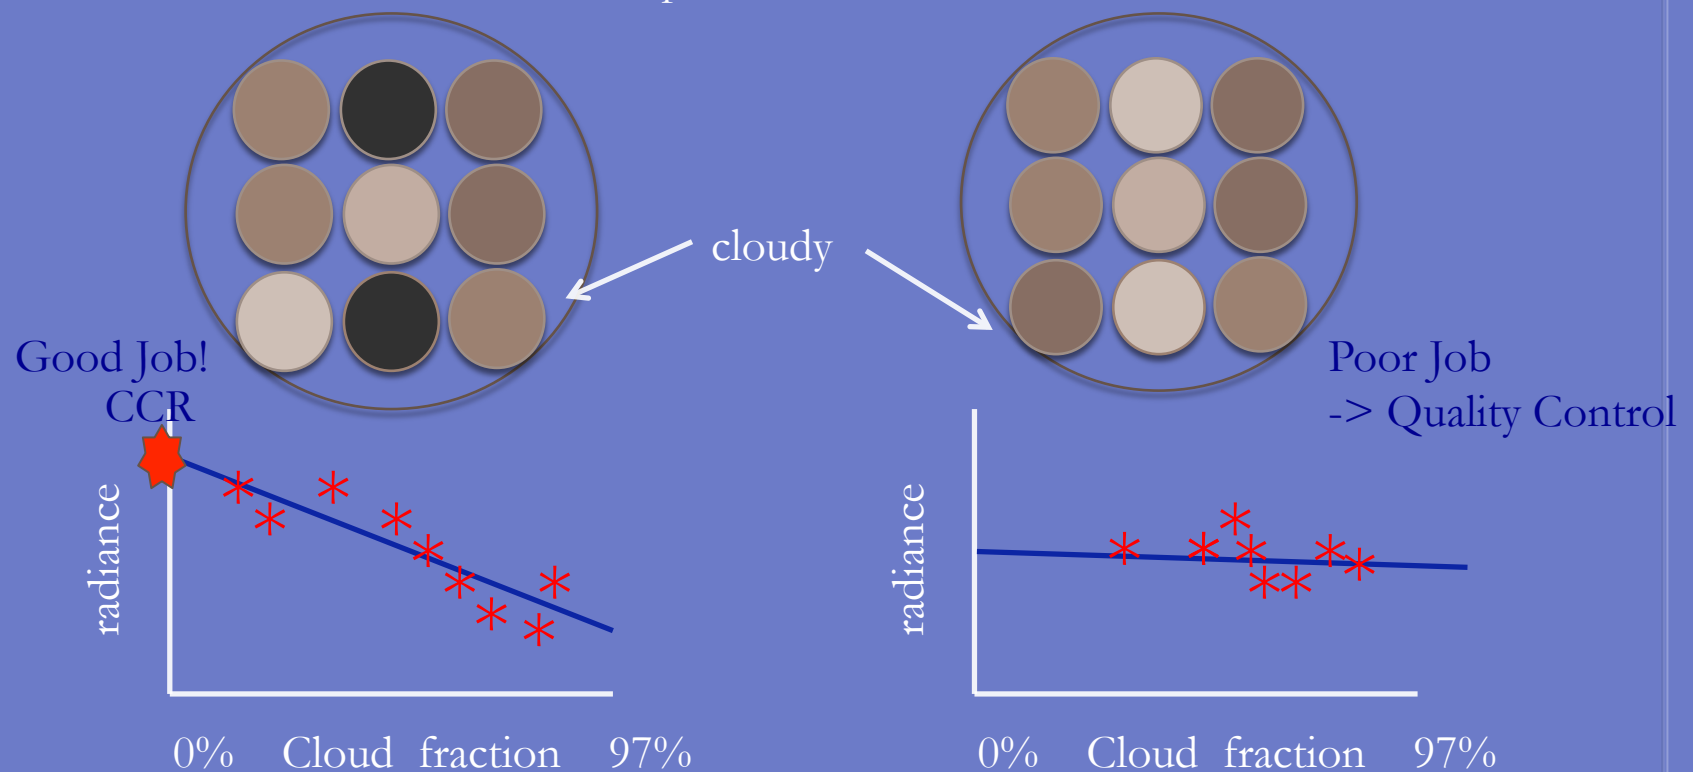 cloudy
Good Job!
CCR
Poor Job
-> Quality Control
radiance
radiance
0% Cloud fraction 97%
0% Cloud fraction 97%